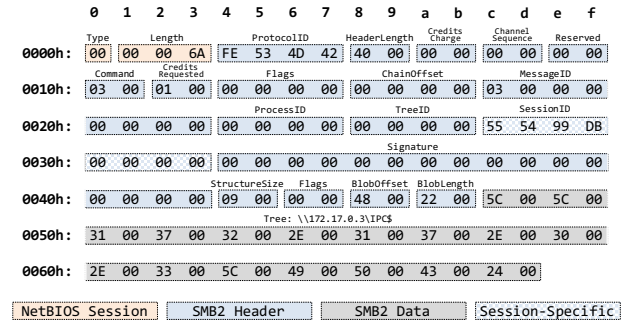 0 1 2 3 4 5 6 7 8 9 a b c d e f
Type Length ProtocolID HeaderLength Credits Charge Channel Sequence Reserved
0000h: 00 00 00 6A FE 53 4D 42 40 00 00 00 00 00 00 00
Command Credits Requested Flags ChainOffset MessageID
0010h: 03 00 01 00 00 00 00 00 00 00 00 00 03 00 00 00
ProcessID TreeID SessionID
0020h: 00 00 00 00 00 00 00 00 00 00 00 00 55 54 99 DB
Signature
0030h: 00 00 00 00 00 00 00 00 00 00 00 00 00 00 00 00
StructureSize Flags BlobOffset BlobLength
0040h: 00 00 00 00 09 00 00 00 48 00 22 00 5C 00 5C 00
Tree: \\172.17.0.3\IPC$
0050h: 31 00 37 00 32 00 2E 00 31 00 37 00 2E 00 30 00
0060h: 2E 00 33 00 5C 00 49 00 50 00 43 00 24 00
NetBIOS Session SMB2 Header SMB2 Data Session-Specific